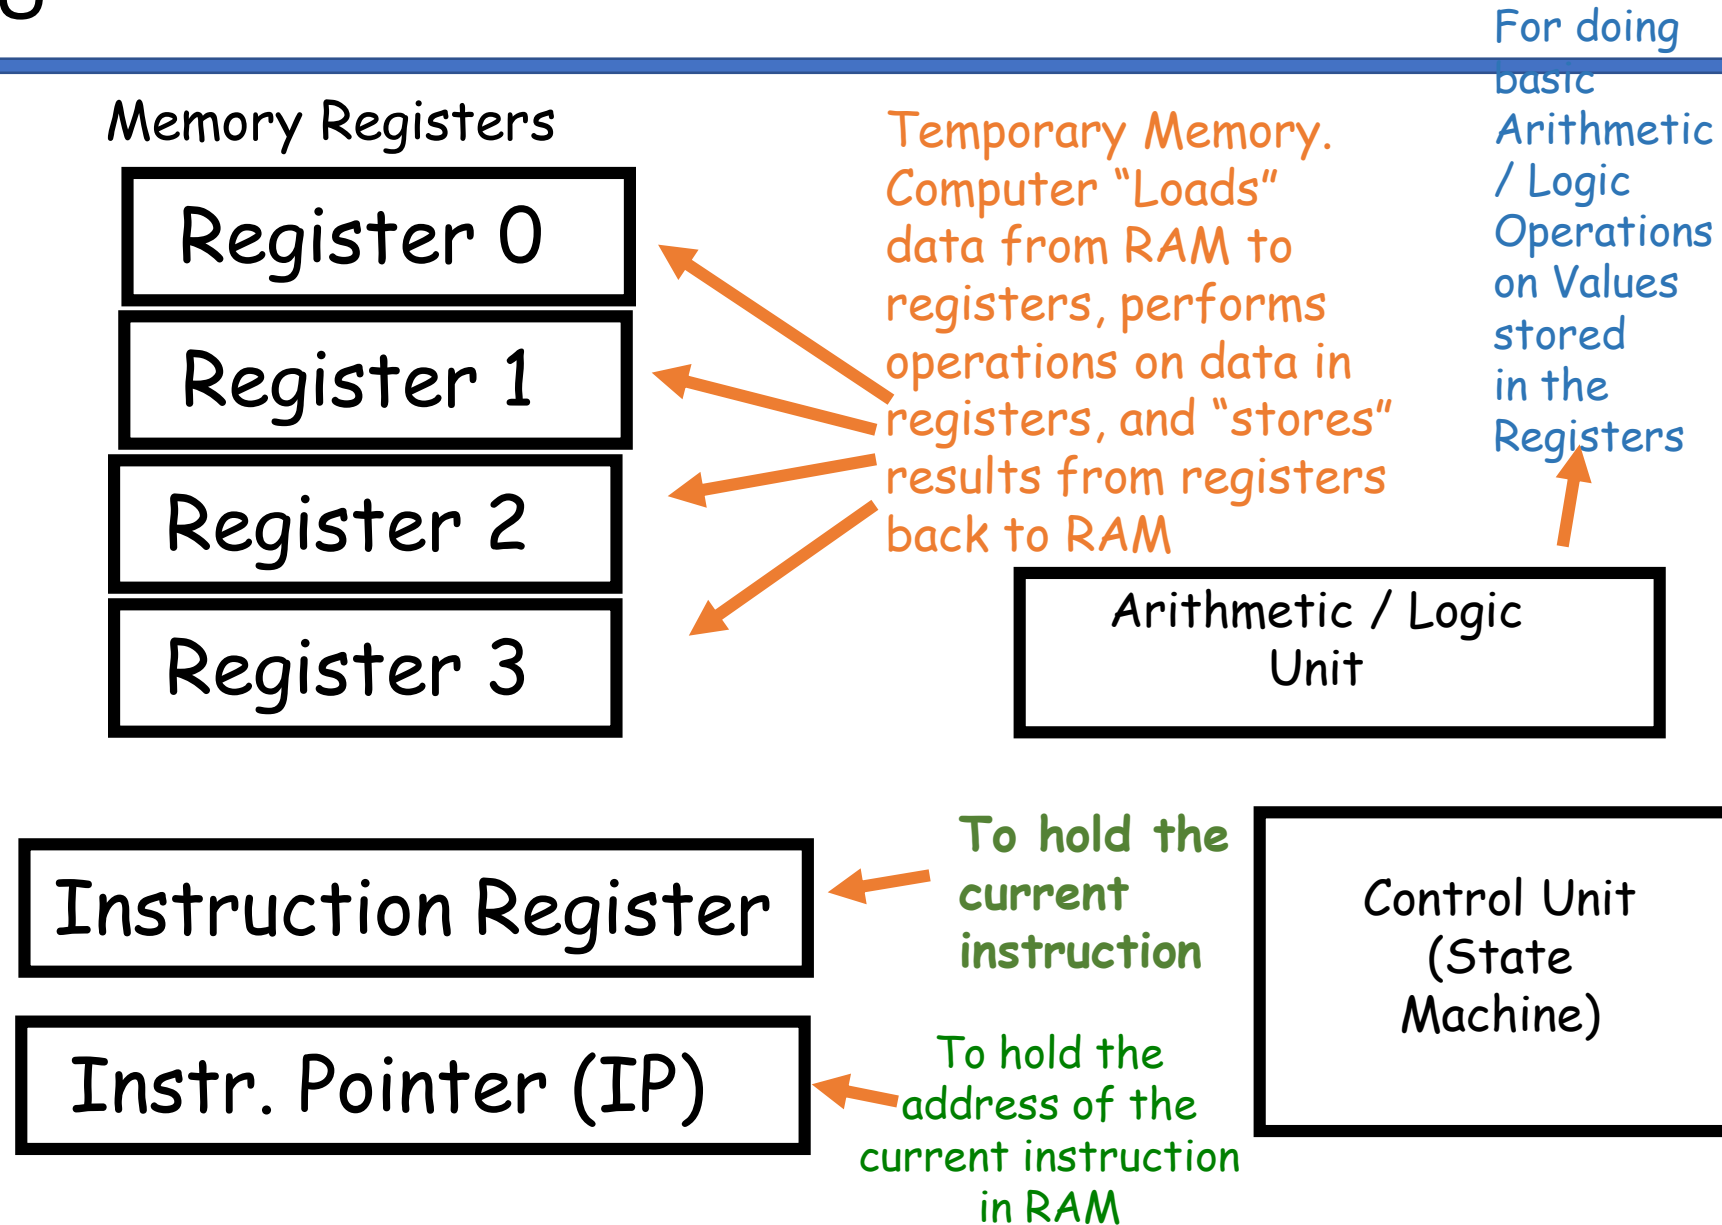 Memory Registers
Register 0
Register 1
Register 2
Register 3
Temporary Memory.
Computer “Loads”
data from RAM to
registers, performs
operations on data in
registers, and “stores”
results from registers
back to RAM
For doing
basic
Arithmetic
/ Logic
Operations
on Values
stored
in the
Registers
Arithmetic / Logic
Unit
Instruction Register
To hold the
current
instruction
Instr. Pointer (IP)
To hold the
address of the
current instruction
in RAM
Control Unit
(State
Machine)